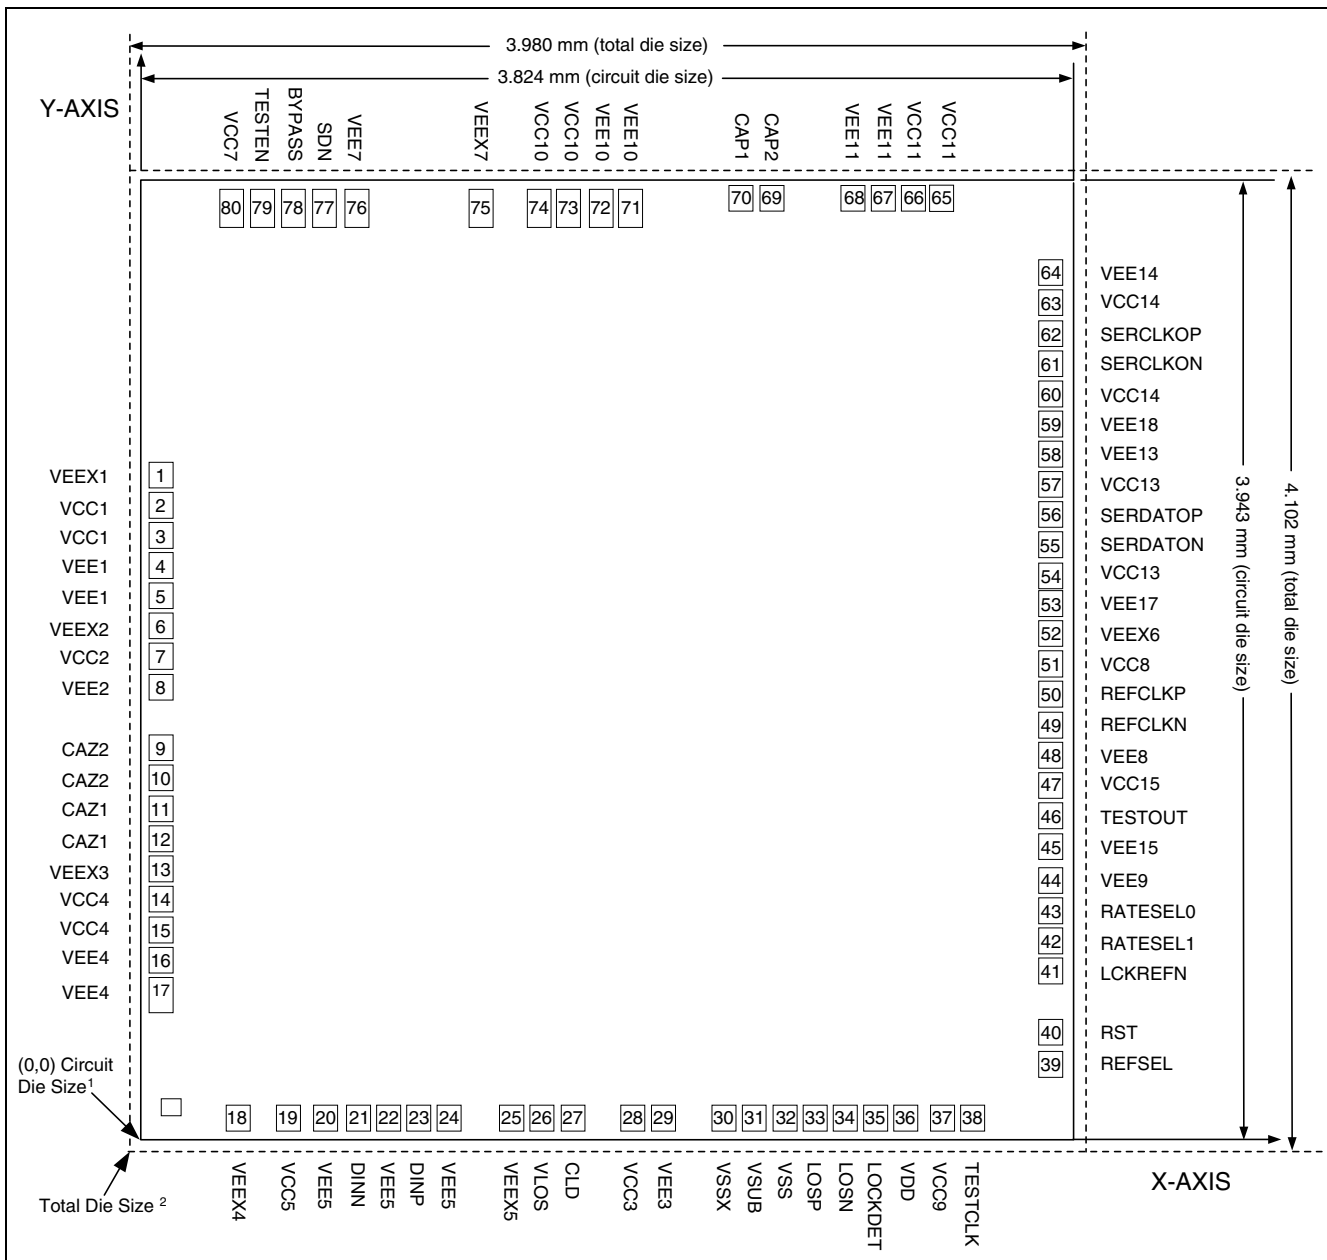 3.980 mm (total die size)
3.824 mm (circuit die size)
Y-AXIS
VCC7
TESTEN
BYPASS
SDN
VEE7
VEEX7
VCC10
VCC10
VEE10
VEE10
CAP1
CAP2
VEE11
VEE11
VCC11
VCC11
80
79
78
77
76
75
74
73
72
71
70
69
68
67
66
65
64 VEE14
63 VCC14
62 SERCLKOP
61 SERCLKON
60 VCC14
59 VEE18
58 VEE13
57 VCC13
56 SERDATOP
55 SERDATON
54 VCC13
53 VEE17
52 VEEX6
51 VCC8
50 REFCLKP
49 REFCLKN
48 VEE8
47 VCC15
46 TESTOUT
45 VEE15
44 VEE9
43 RATESEL0
42 RATESEL1
41 LCKREFN
40 RST
39 REFSEL
3.943 mm (circuit die size)
4.102 mm (total die size)
VEEX1 1
VCC1 2
VCC1 3
VEE1 4
VEE1 5
VEEX2 6
VCC2 7
VEE2 8
CAZ2 9
CAZ2 10
CAZ1 11
CAZ1 12
VEEX3 13
VCC4 14
VCC4 15
VEE4 16
VEE4 17
(0,0) Circuit
Die Size1
18
19
20
21
22
23
24
25
26
27
28
29
30
31
32
33
34
35
36
37
38
VEEX4
VCC5
VEE5
DINN
VEE5
DINP
VEE5
VEEX5
VLOS
CLD
VCC3
VEE3
VSSX
VSUB
VSS
LOSP
LOSN
LOCKDET
VDD
VCC9
TESTCLK
Total Die Size 2
X-AXIS